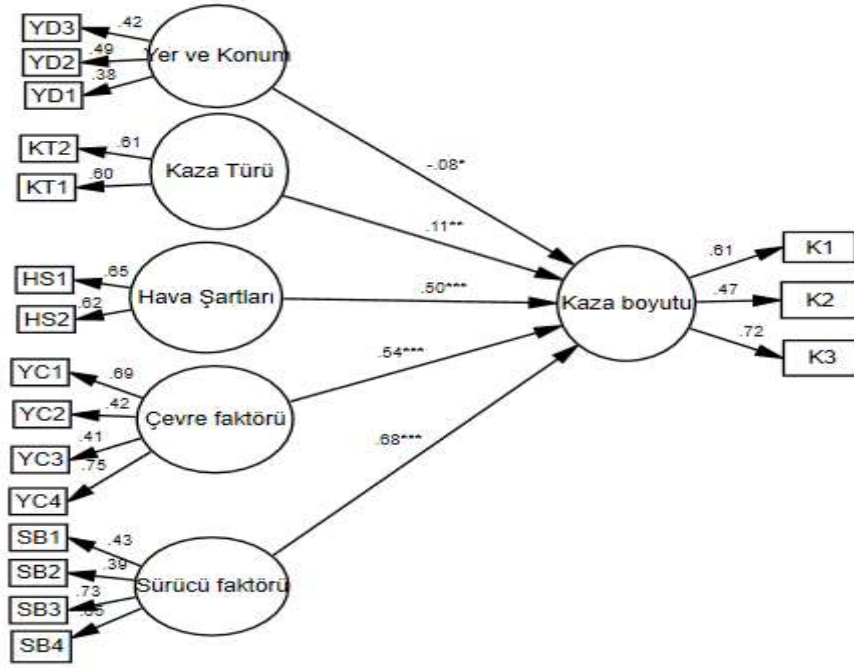 YD3
.42
YD2
.49
YD1
.38
Yer ve Konum
KT2
.61
KT1
.60
Kaza Türü
-.08*
.11**
HS1
.65
HS2
.62
Hava Şartları
.50***
Kaza boyutu
.61
K1
.47
K2
.72
K3
YC1
.69
YC2
.42
YC3
.41
YC4
.75
Çevre faktörü
.54***
.68***
SB1
.43
SB2
.39
SB3
.73
SB4
Sürücü faktörü